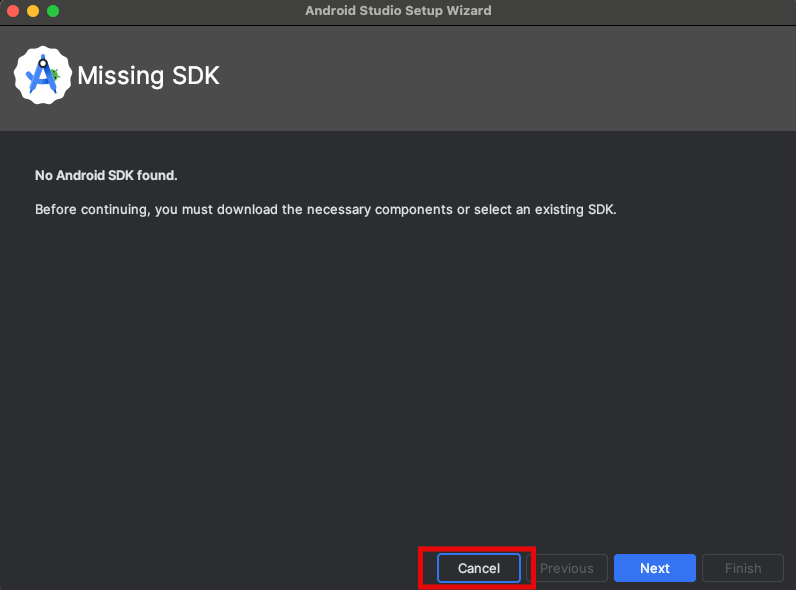 Android Studio Setup Wizard
Missing SDK
No Android SDK found.
Before continuing, you must download the necessary components or select an existing SDK.
Cancel Previous Next Finish